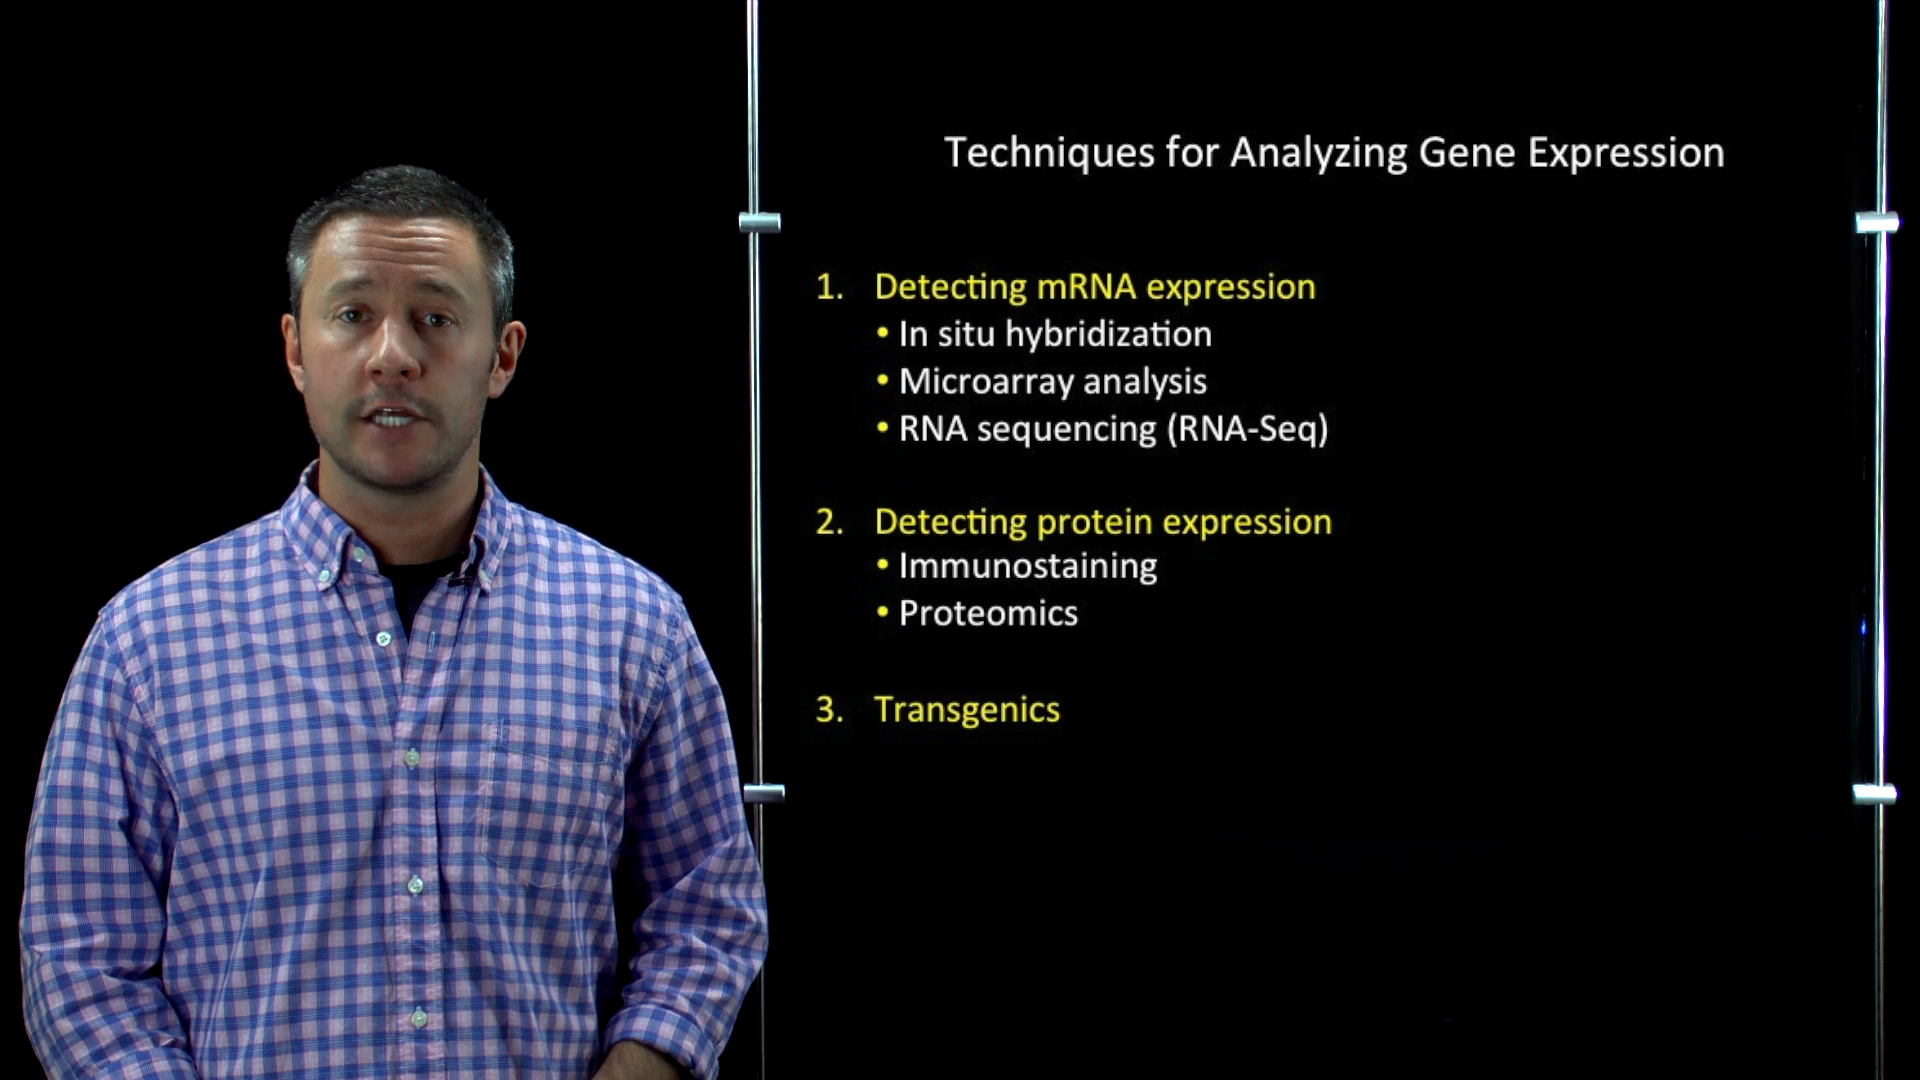 Techniques for Analyzing Gene Expression
1. Detecting mRNA expression
• In situ hybridization
• Microarray analysis
• RNA sequencing (RNA-Seq)
2. Detecting protein expression
• Immunostaining
• Proteomics
3. Transgenics